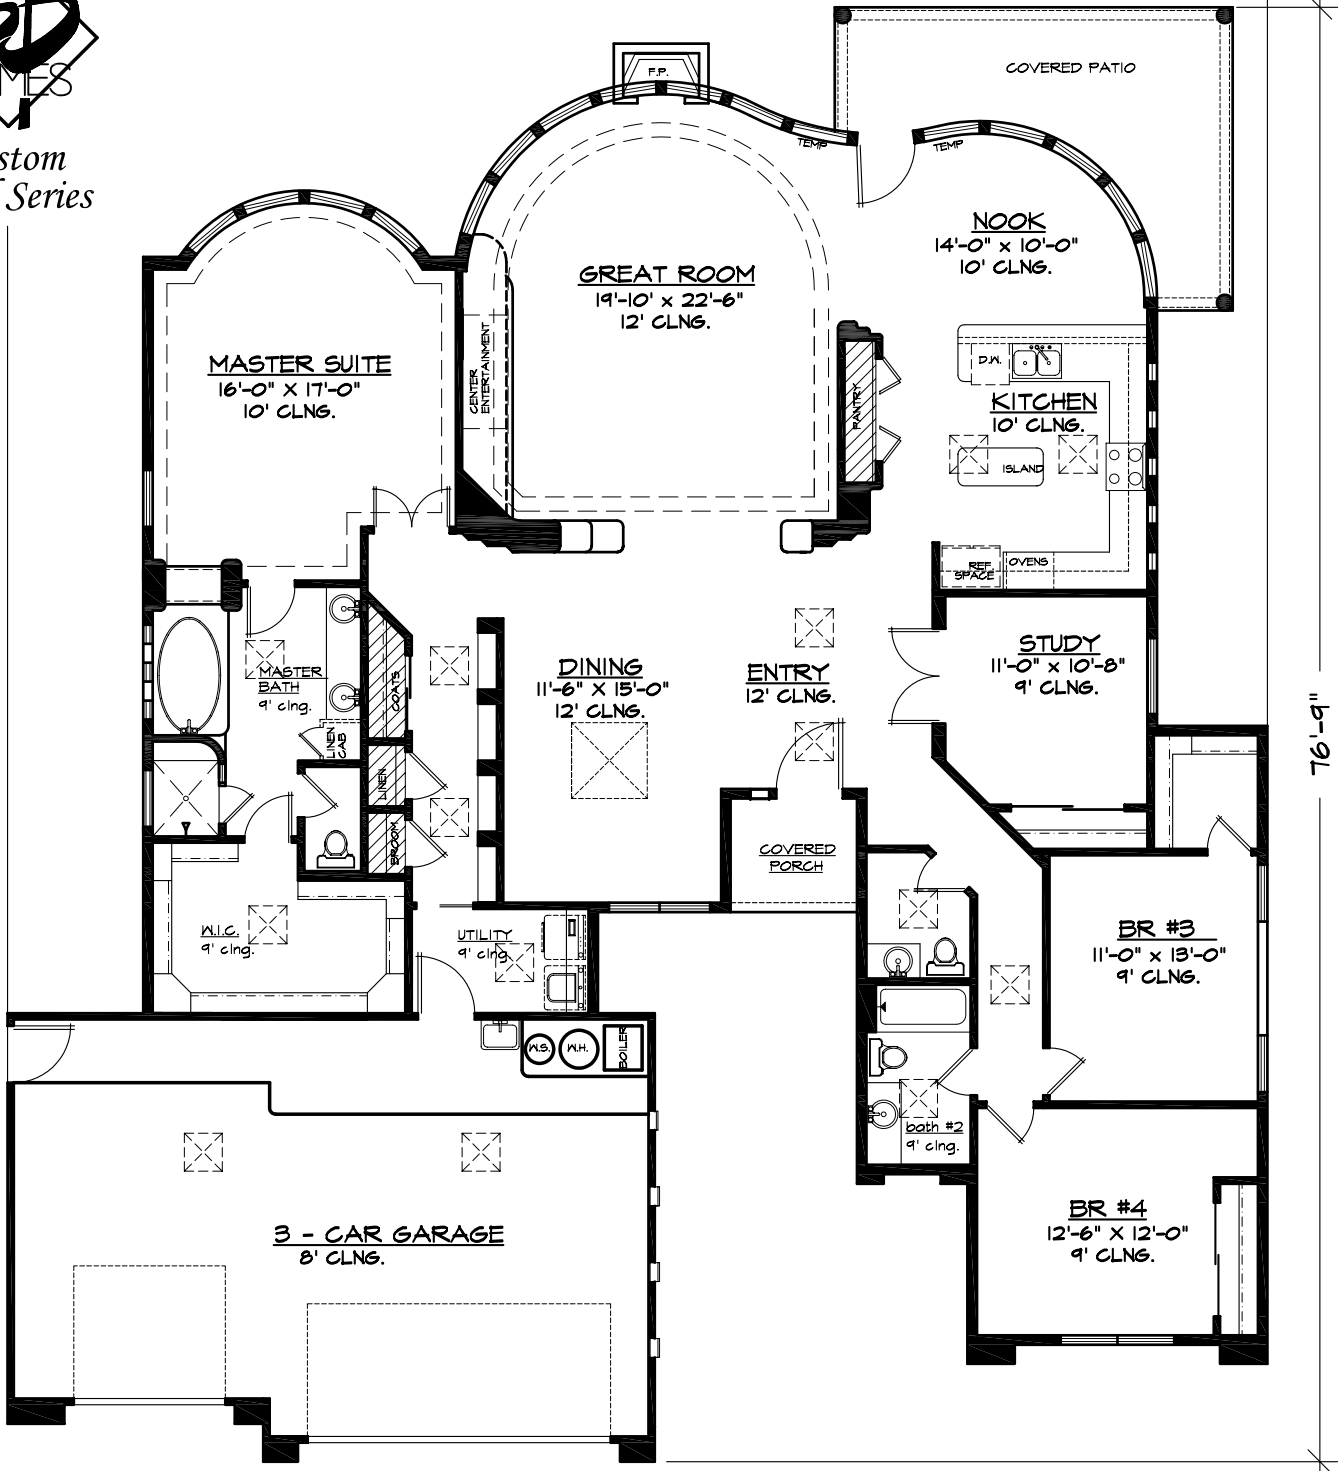 MES
stom
Series
COVERED PATIO
F.P.
TEMP
TEMP
NOOK
14'-0" x 10'-0"
10' CLNG.
GREAT ROOM
19'-10' x 22'-6"
12' CLNG.
MASTER SUITE
16'-0" X 17'-0"
10' CLNG.
CENTER
ENTERTAINMENT
PANTRY
D.W.
KITCHEN
10' CLNG.
ISLAND
REF
SPACE
OVENS
STUDY
11'-0" x 10'-8"
9' CLNG.
DINING
11'-6" X 15'-0"
12' CLNG.
ENTRY
12' CLNG.
MASTER
BATH
9' clng.
COATS
LINEN
CAB
LINEN
BROOM
76'-9"
COVERED
PORCH
W.I.C.
9' clng.
UTILITY
9' clng
BR #3
11'-0" x 13'-0"
9' CLNG.
W.S.
W.H.
BOILER
bath #2
9' clng.
BR #4
12'-6" X 12'-0"
9' CLNG.
3 - CAR GARAGE
8' CLNG.